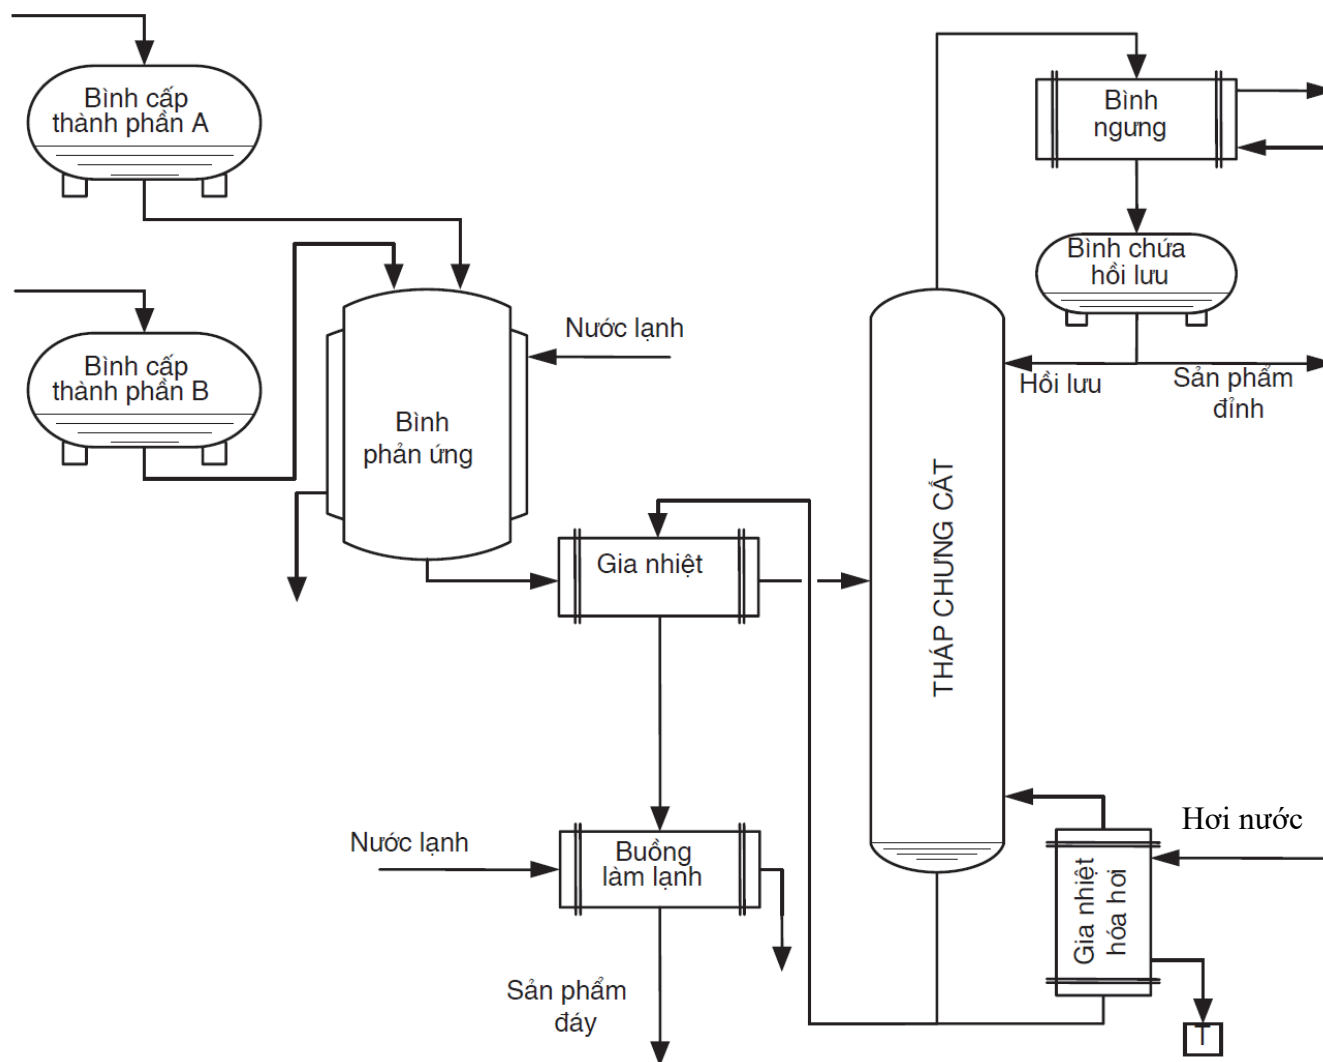 Bình cấp
thành phần A
Bình
ngưng
Bình chứa
hồi lưu
Nước lạnh
Bình cấp
thành phần B
Hồi lưu
Sản phẩm
đỉnh
Bình
phản ứng
THÁP CHƯNG CẤT
Gia nhiệt
Hơi nước
Nước lạnh
Buồng
làm lạnh
Gia nhiệt
hóa hơi
Sản phẩm
đáy
T